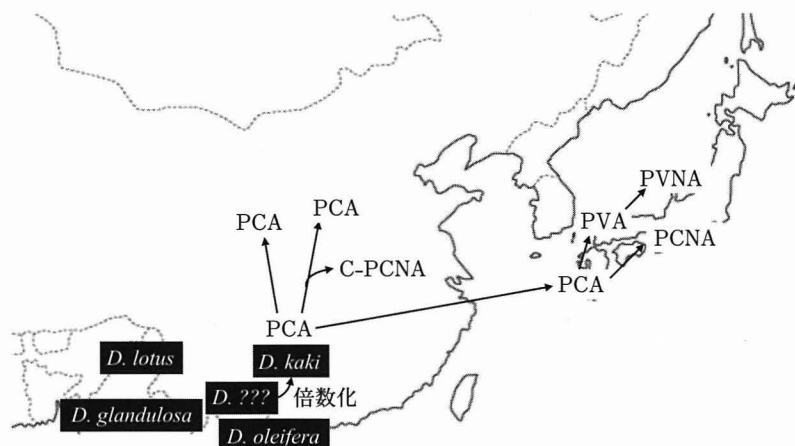 PVNA
PCA
PCA
PVA
PCNA
C-PCNA
PCA
PCA
D. lotus
D. kaki
D. ???
倍数化
D. glandulosa
D. oleifera